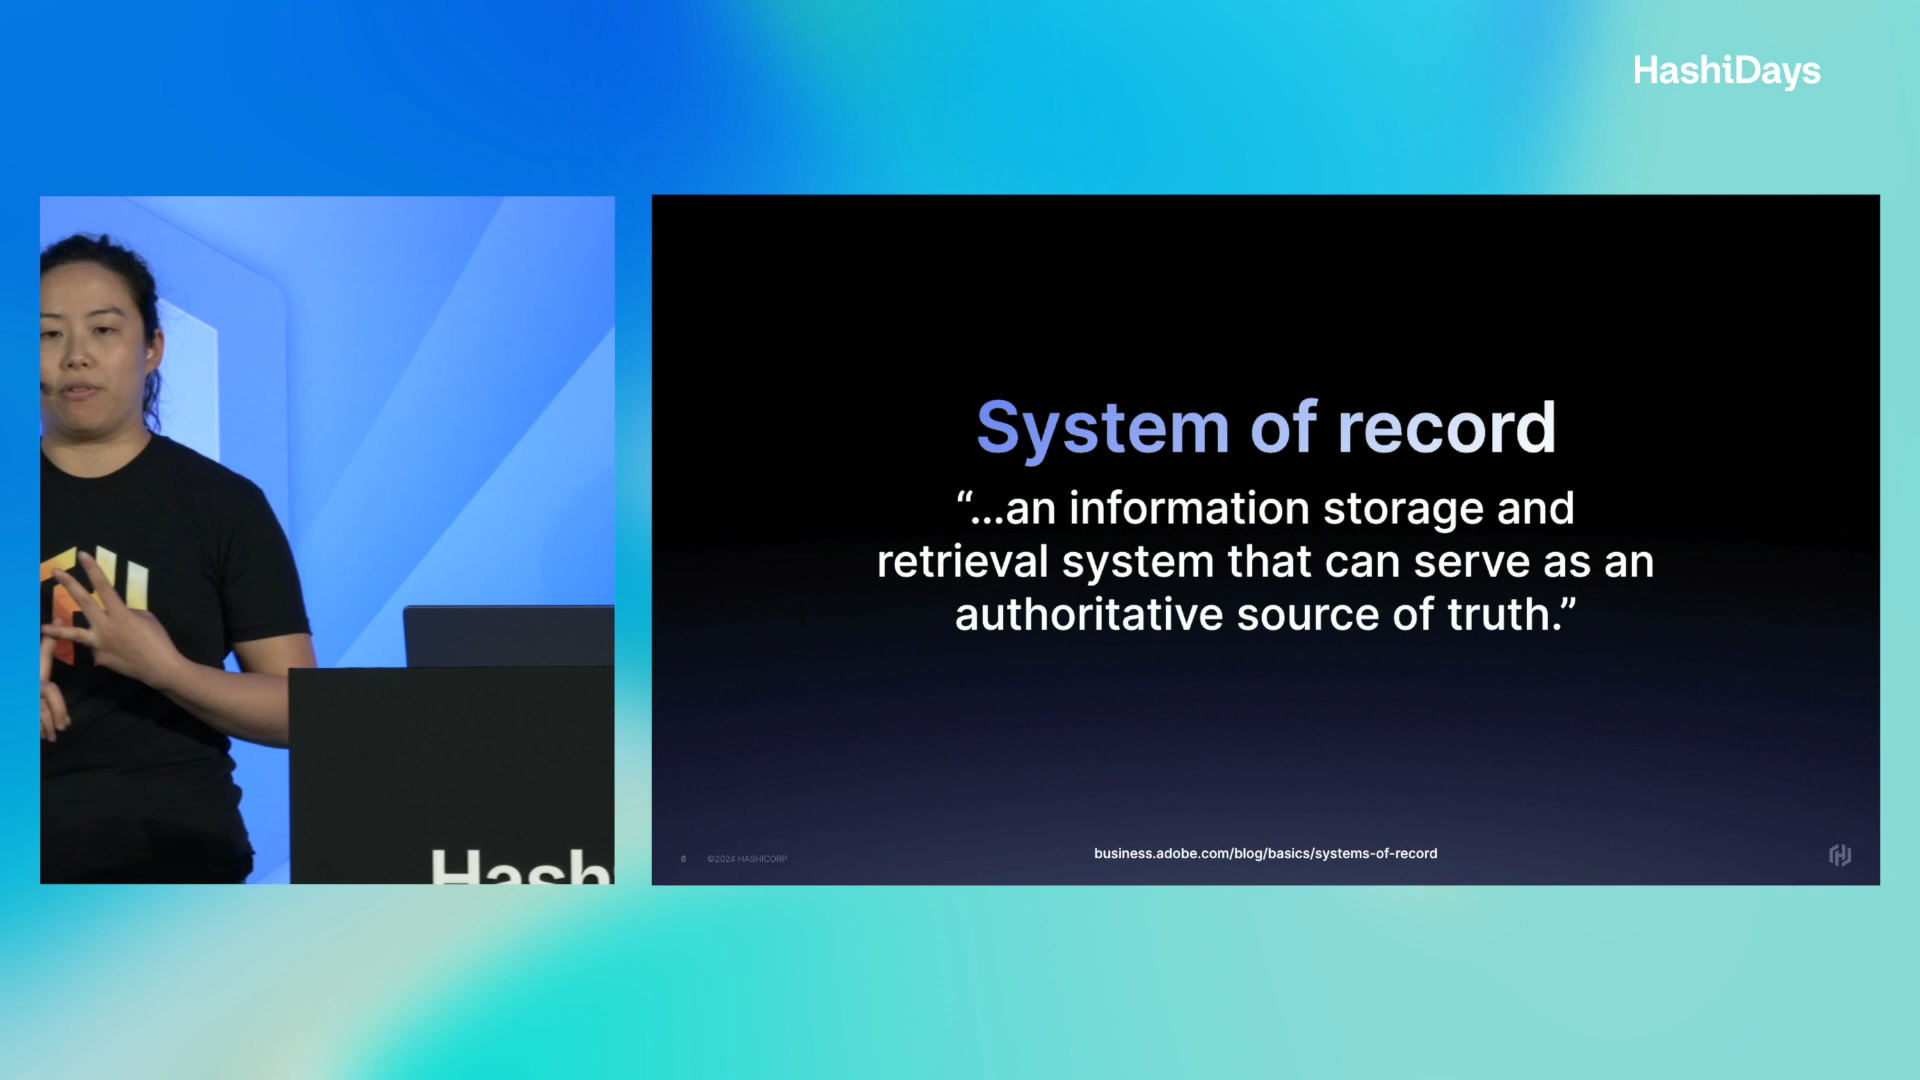 HashiDays
System of record
“...an information storage and
retrieval system that can serve as an
authoritative source of truth.”
business.adobe.com/blog/basics/systems-of-record
6 ©2024 HASHICORP
Hashi